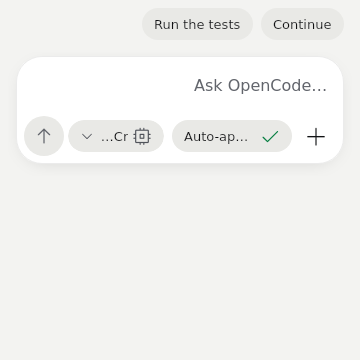 Run the tests
Continue
Ask OpenCode...
...Cr
Auto-ap...